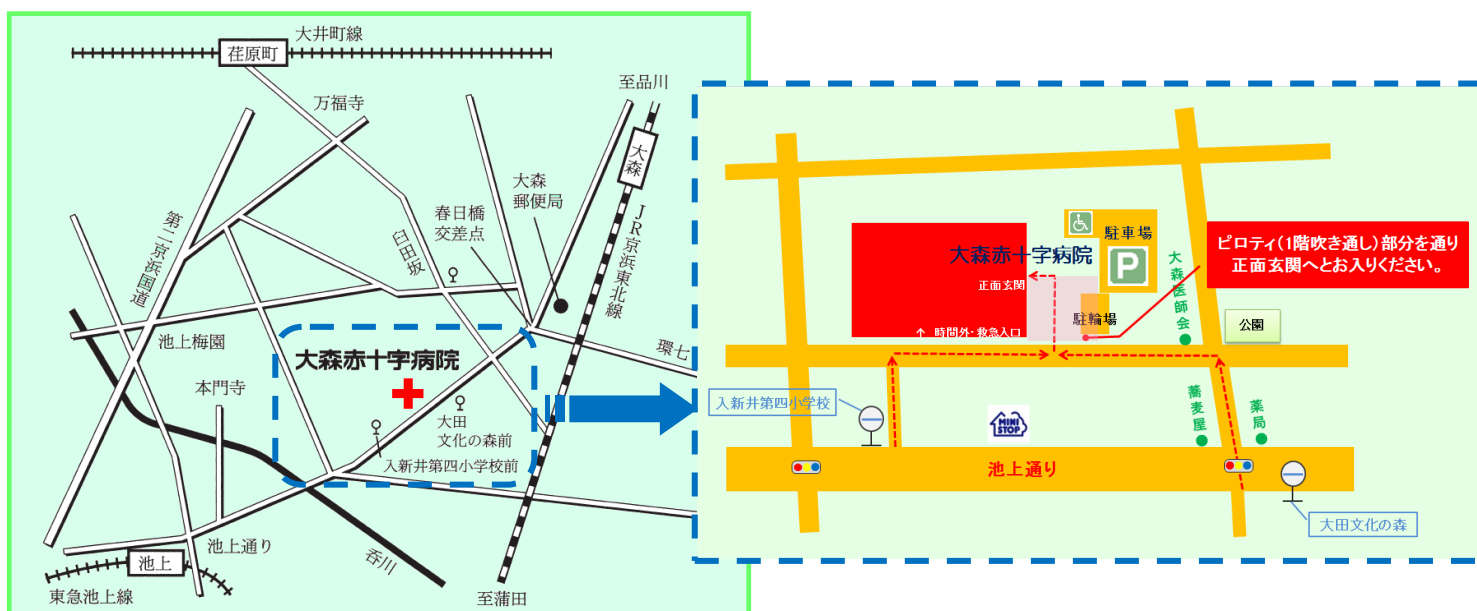 大井町線
荏原町
至品川
万福寺
大森
大森
郵便局
春日橋
交差点
JR京浜東北線
臼田坂
第二京浜国道
池上梅園
環七
大森赤十字病院
本門寺
大田
文化の森前
入新井第四小学校前
池上通り
呑川
池上
東急池上線
至蒲田
駐車場
P
大森赤十字病院
正面玄関
駐輪場
↑ 時間外・救急入口
大森医師会
ピロティ(1階吹き通し)部分を通り
正面玄関へとお入りください。
公園
入新井第四小学校
MINI
STOP
蕎麦屋
薬局
池上通り
大田文化の森